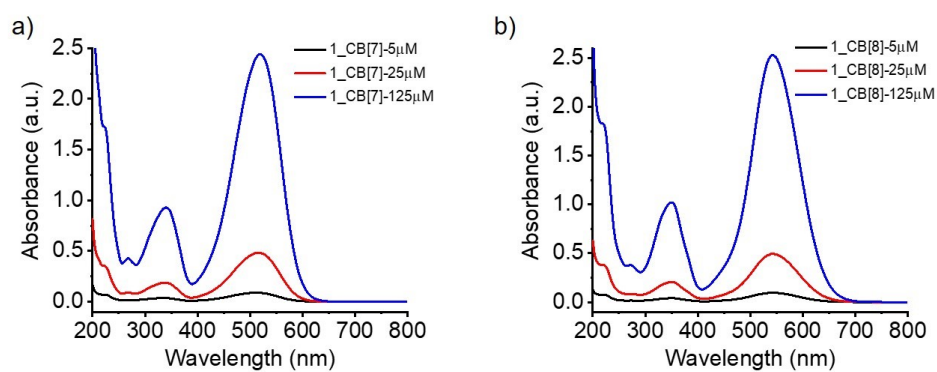 a)
1_CB[7]-5μM
1_CB[7]-25μM
1_CB[7]-125μM
2.5
2.0
1.5
1.0
0.5
0.0
Absorbance (a.u.)
200 300 400 500 600 700 800
Wavelength (nm)
b)
1_CB[8]-5μM
1_CB[8]-25μM
1_CB[8]-125μM
2.5
2.0
1.5
1.0
0.5
0.0
Absorbance (a.u.)
200 300 400 500 600 700 800
Wavelength (nm)